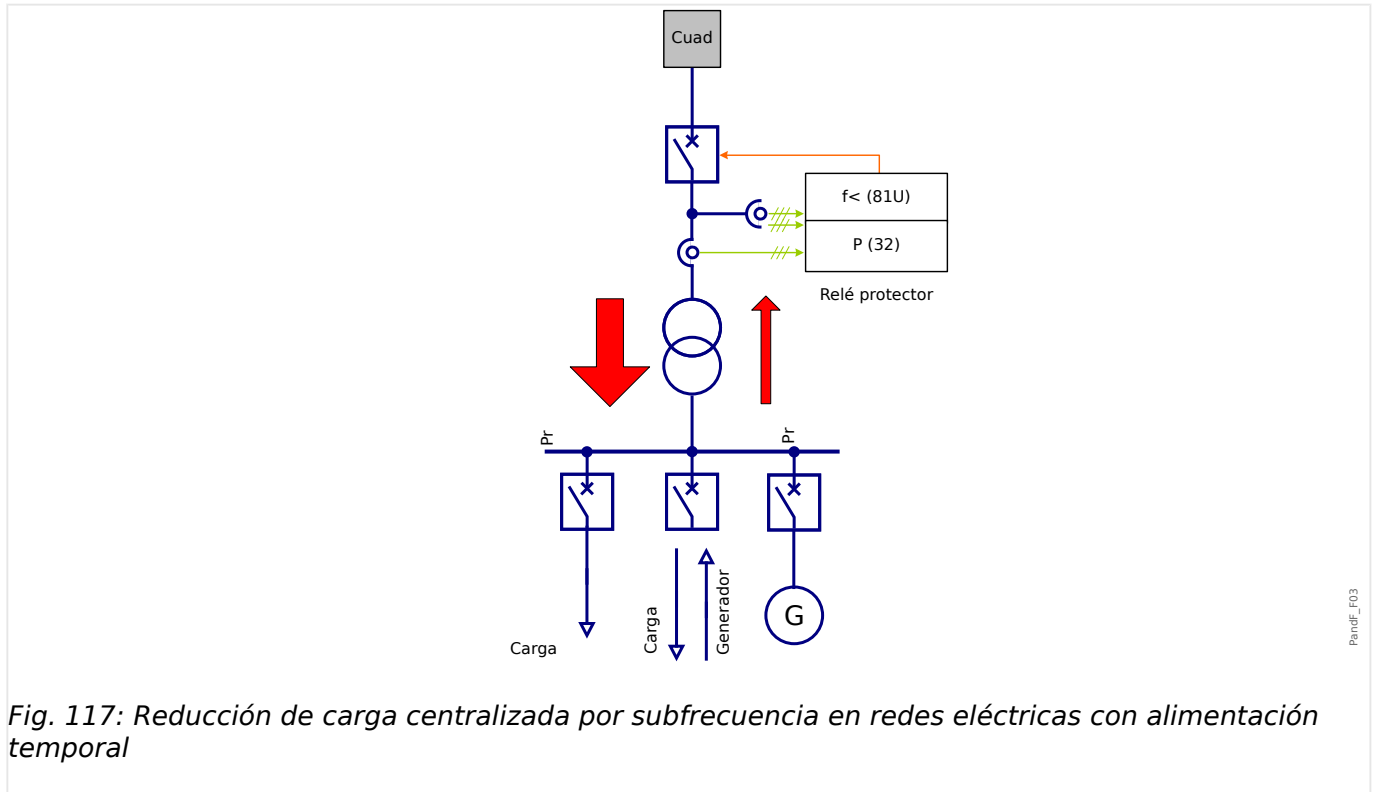 Cuad
f< (81U)
P (32)
Relé protector
Pr
Pr
Carga
Carga
Generador
G
PandF_F03
Fig. 117: Reducción de carga centralizada por subfrecuencia en redes eléctricas con alimentación
temporal